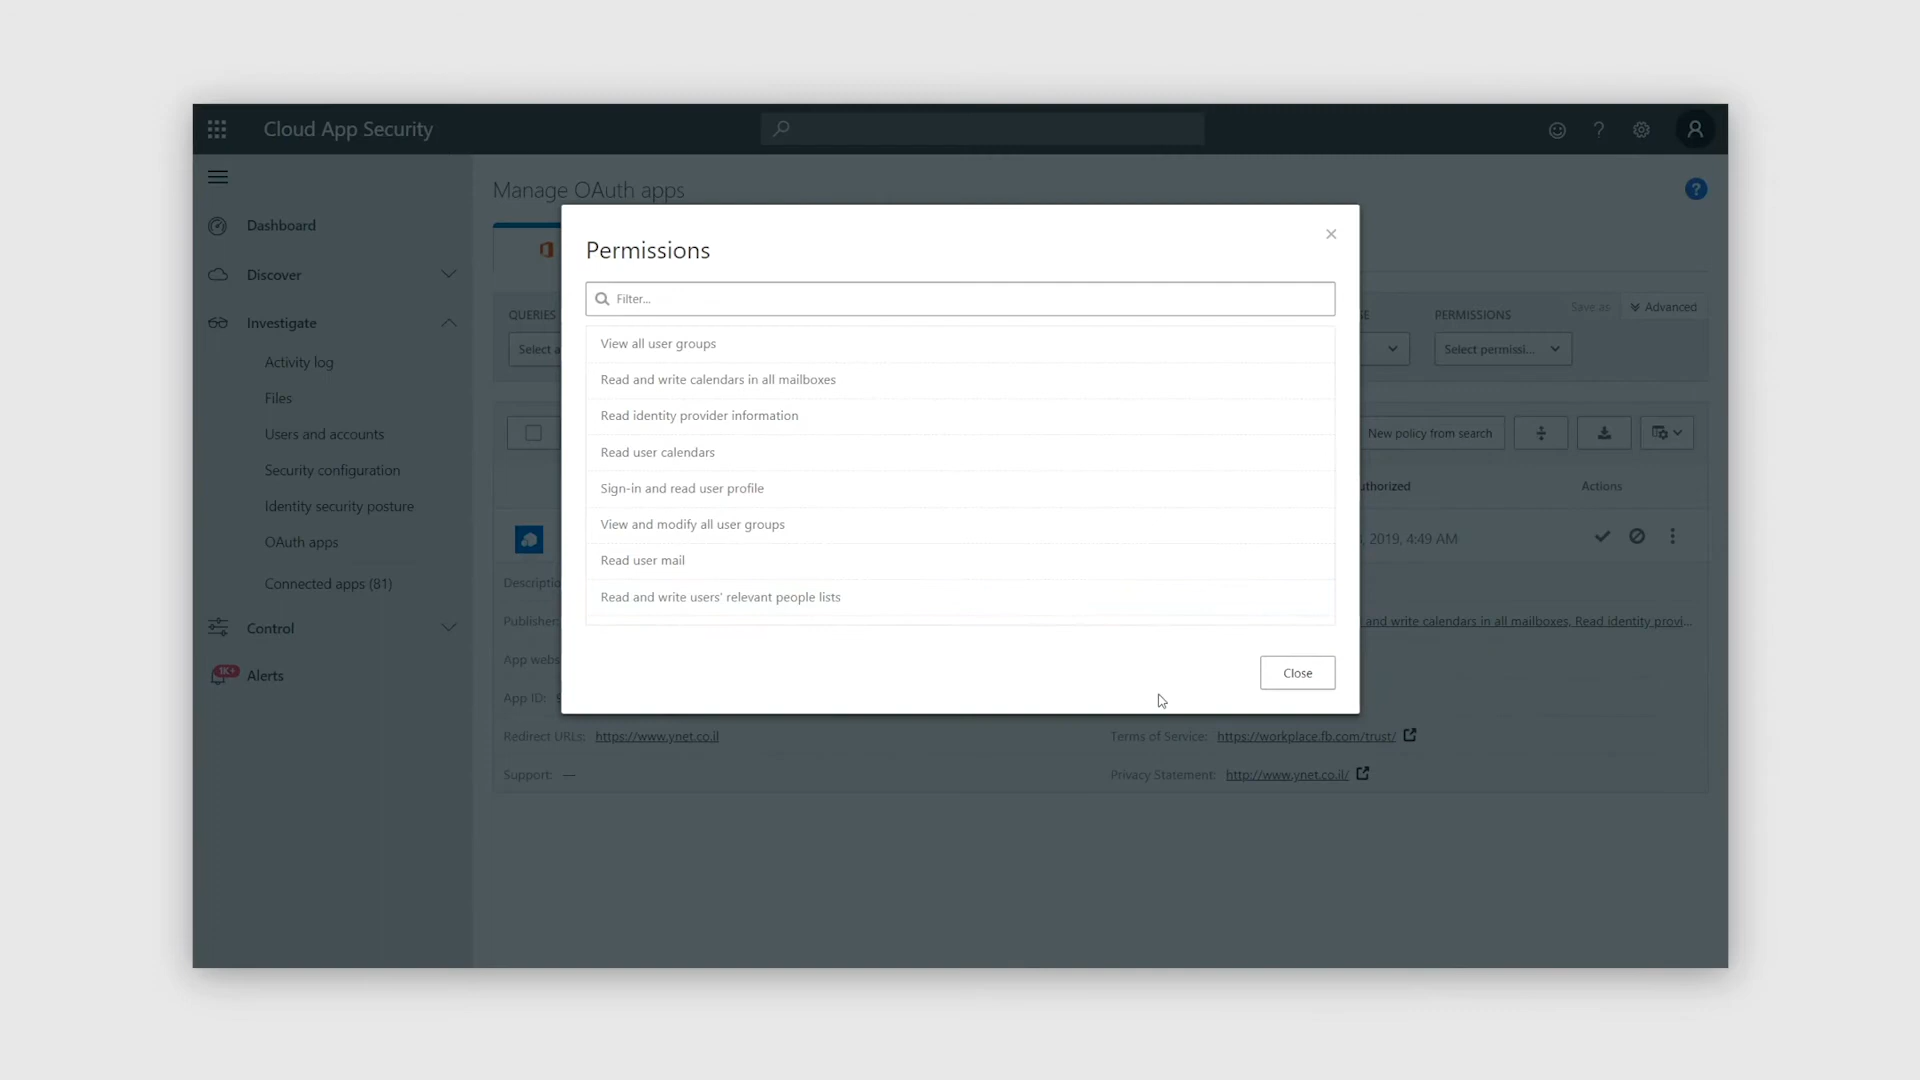 Cloud App Security
Manage OAuth apps
Dashboard
Discover
Investigate
Activity log
Files
Users and accounts
Security configuration
Identity security posture
OAuth apps
Connected apps (81)
Control
1K+
Alerts
Permissions
Filter...
View all user groups
Read and write calendars in all mailboxes
Read identity provider information
Read user calendars
Sign-in and read user profile
View and modify all user groups
Read user mail
Read and write users' relevant people lists
Close
QUERIES
Select a
PERMISSIONS
Select permissi...
Save as
Advanced
New policy from search
Actions
2019, 4:49 AM
Publisher:
and write calendars in all mailboxes, Read identity provi...
App ID:
Redirect URLs: https://www.ynet.co.il
Terms of Service: https://workplace.fb.com/trust/
Support: —
Privacy Statement: http://www.ynet.co.il/